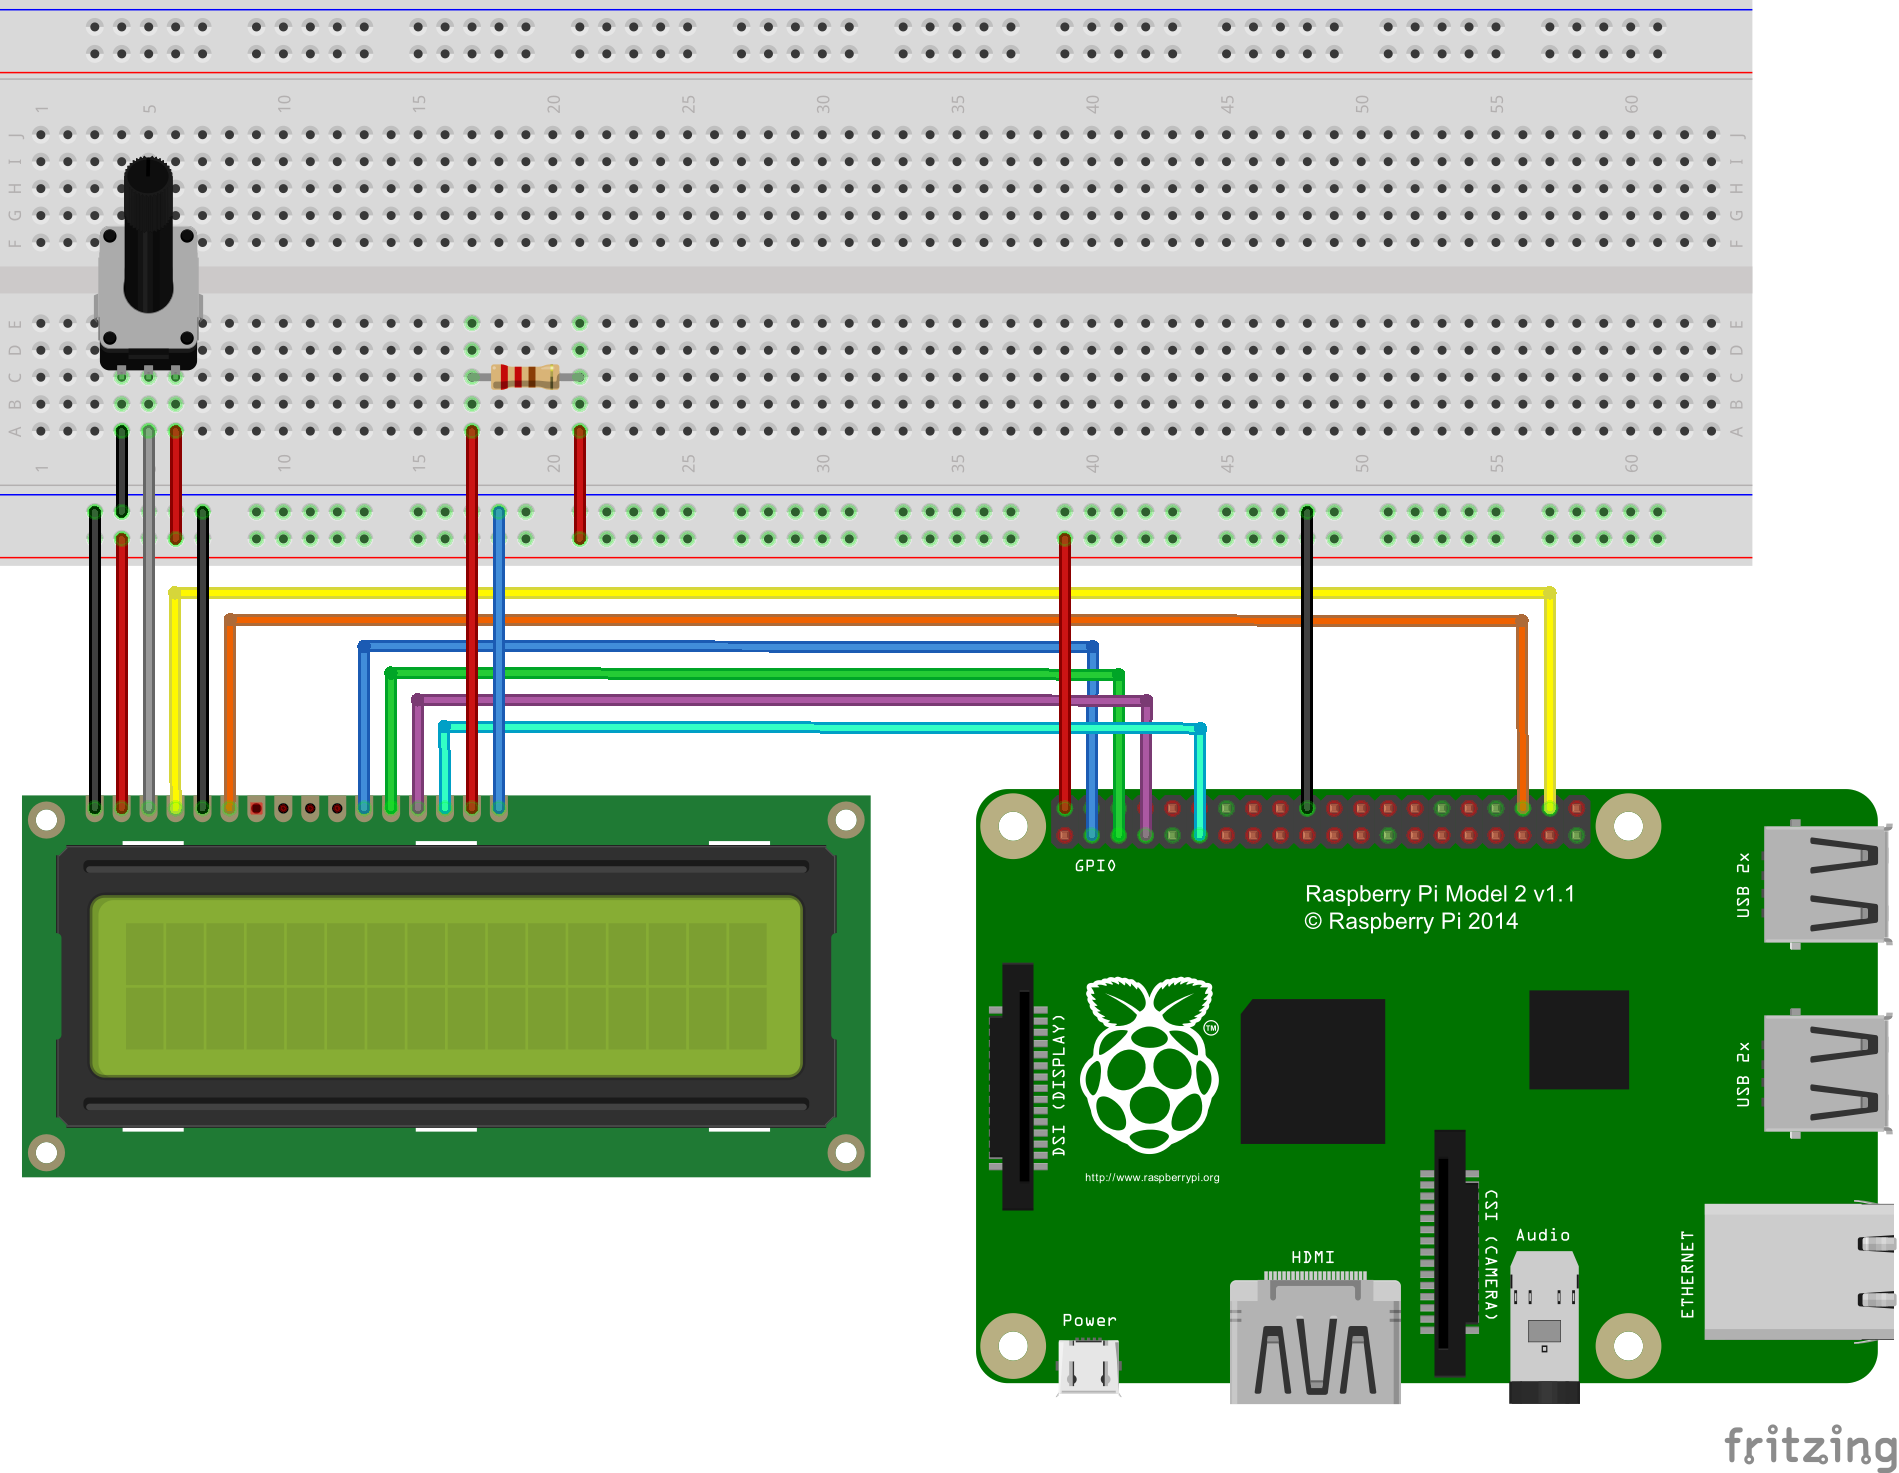 1 5 10 15 20 25 30 35 40 45 50 55 60
J J
I I
H H
G G
F F
E E
D D
C C
B B
A A
1 10 15 20 25 30 35 40 45 50 55 60
GPIO
Raspberry Pi Model 2 v1.1
© Raspberry Pi 2014
USB 2x
DSI (DISPLAY)
TM
USB 2x
http://www.raspberrypi.org
CSI (CAMERA)
Audio
HDMI
ETHERNET
Power
fritzing